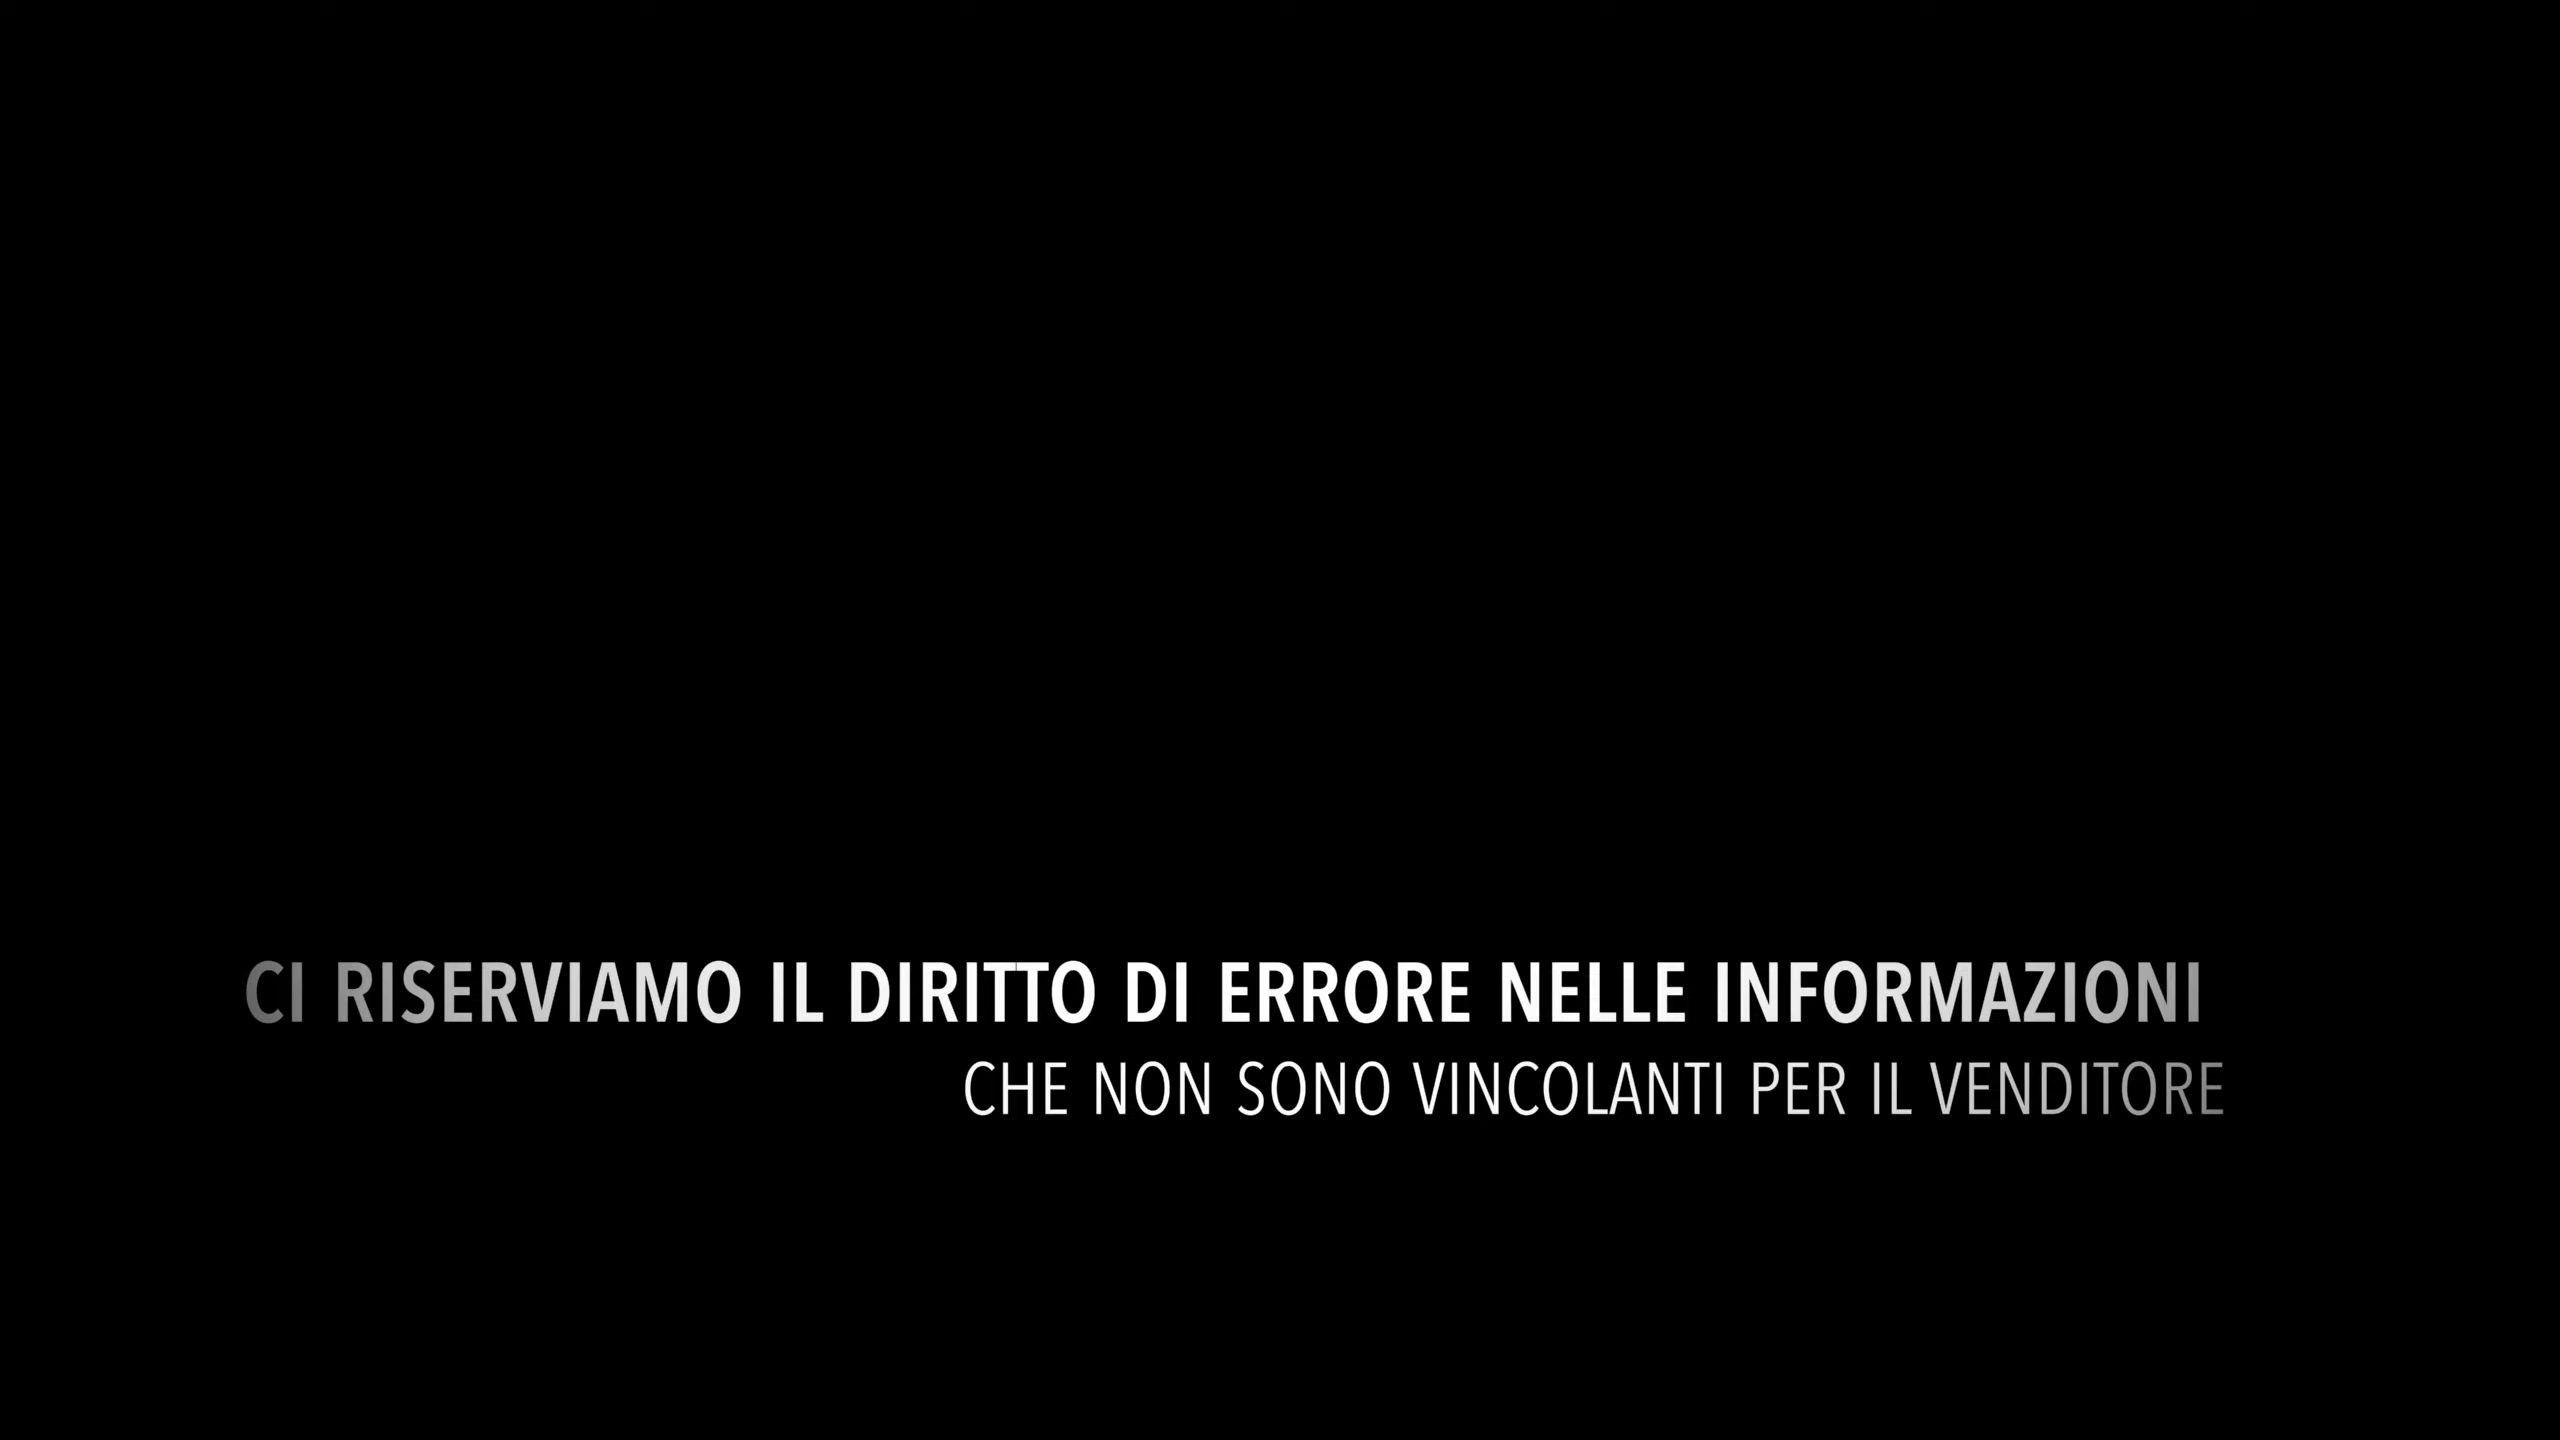 CI RISERVIAMO IL DIRITTO DI ERRORE NELLE INFORMAZIONI
CHE NON SONO VINCOLANTI PER IL VENDITORE